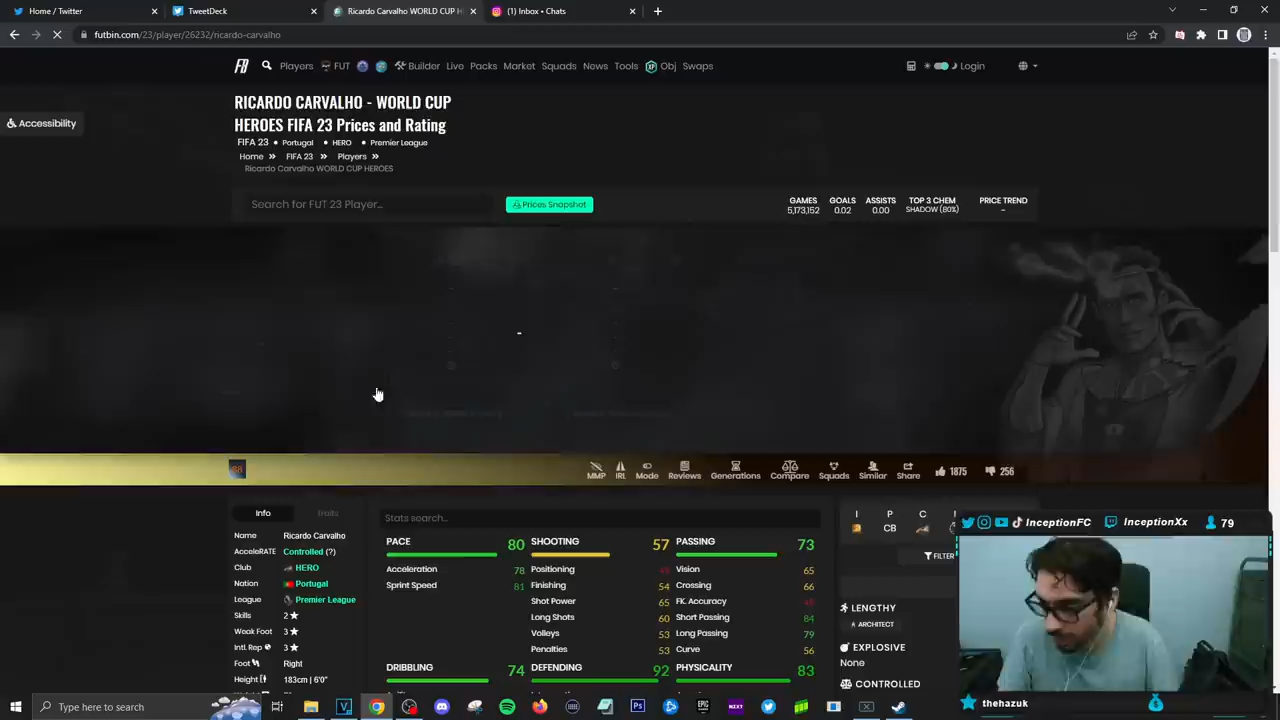 Home / Twitter
TweetDeck
Ricardo Carvalho WORLD CUP HE
(1) Inbox • Chats
futbin.com/23/player/26232/ricardo-carvalho
FB Players FUT Builder Live Packs Market Squads News Tools XP Obj Swaps Login
Accessibility
RICARDO CARVALHO - WORLD CUP
HEROES FIFA 23 Prices and Rating
FIFA 23 • Portugal • HERO • Premier League
Home » FIFA 23 » Players »
Ricardo Carvalho WORLD CUP HEROES
Search for FUT 23 Player...
Prices Snapshot
GAMES GOALS ASSISTS TOP 3 CHEM PRICE TREND
5,173,152 0.02 0.00 SHADOW (80%) -
-
MMP IRL Mode Reviews Generations Compare Squads Similar Share 1875 256
Info Traits
Stats search...
I P C
CB
FILTER
Name Ricardo Carvalho
AcceleRATE Controlled (?)
Club HERO
Nation Portugal
League Premier League
Skills 2
Weak Foot 3
Intl. Rep 3
Foot Right
Height 183cm | 6'0"
PACE 80
Acceleration 78
Sprint Speed 81
SHOOTING 57
Positioning
Finishing 54
Shot Power 65
Long Shots 60
Volleys 53
Penalties 53
PASSING 73
Vision 65
Crossing 66
FK. Accuracy
Short Passing 84
Long Passing 79
Curve 56
DRIBBLING 74
DEFENDING 92
PHYSICALITY 83
LENGTHY
ARCHITECT
EXPLOSIVE
None
CONTROLLED
InceptionFC InceptionXx 79
thehazuk
Type here to search